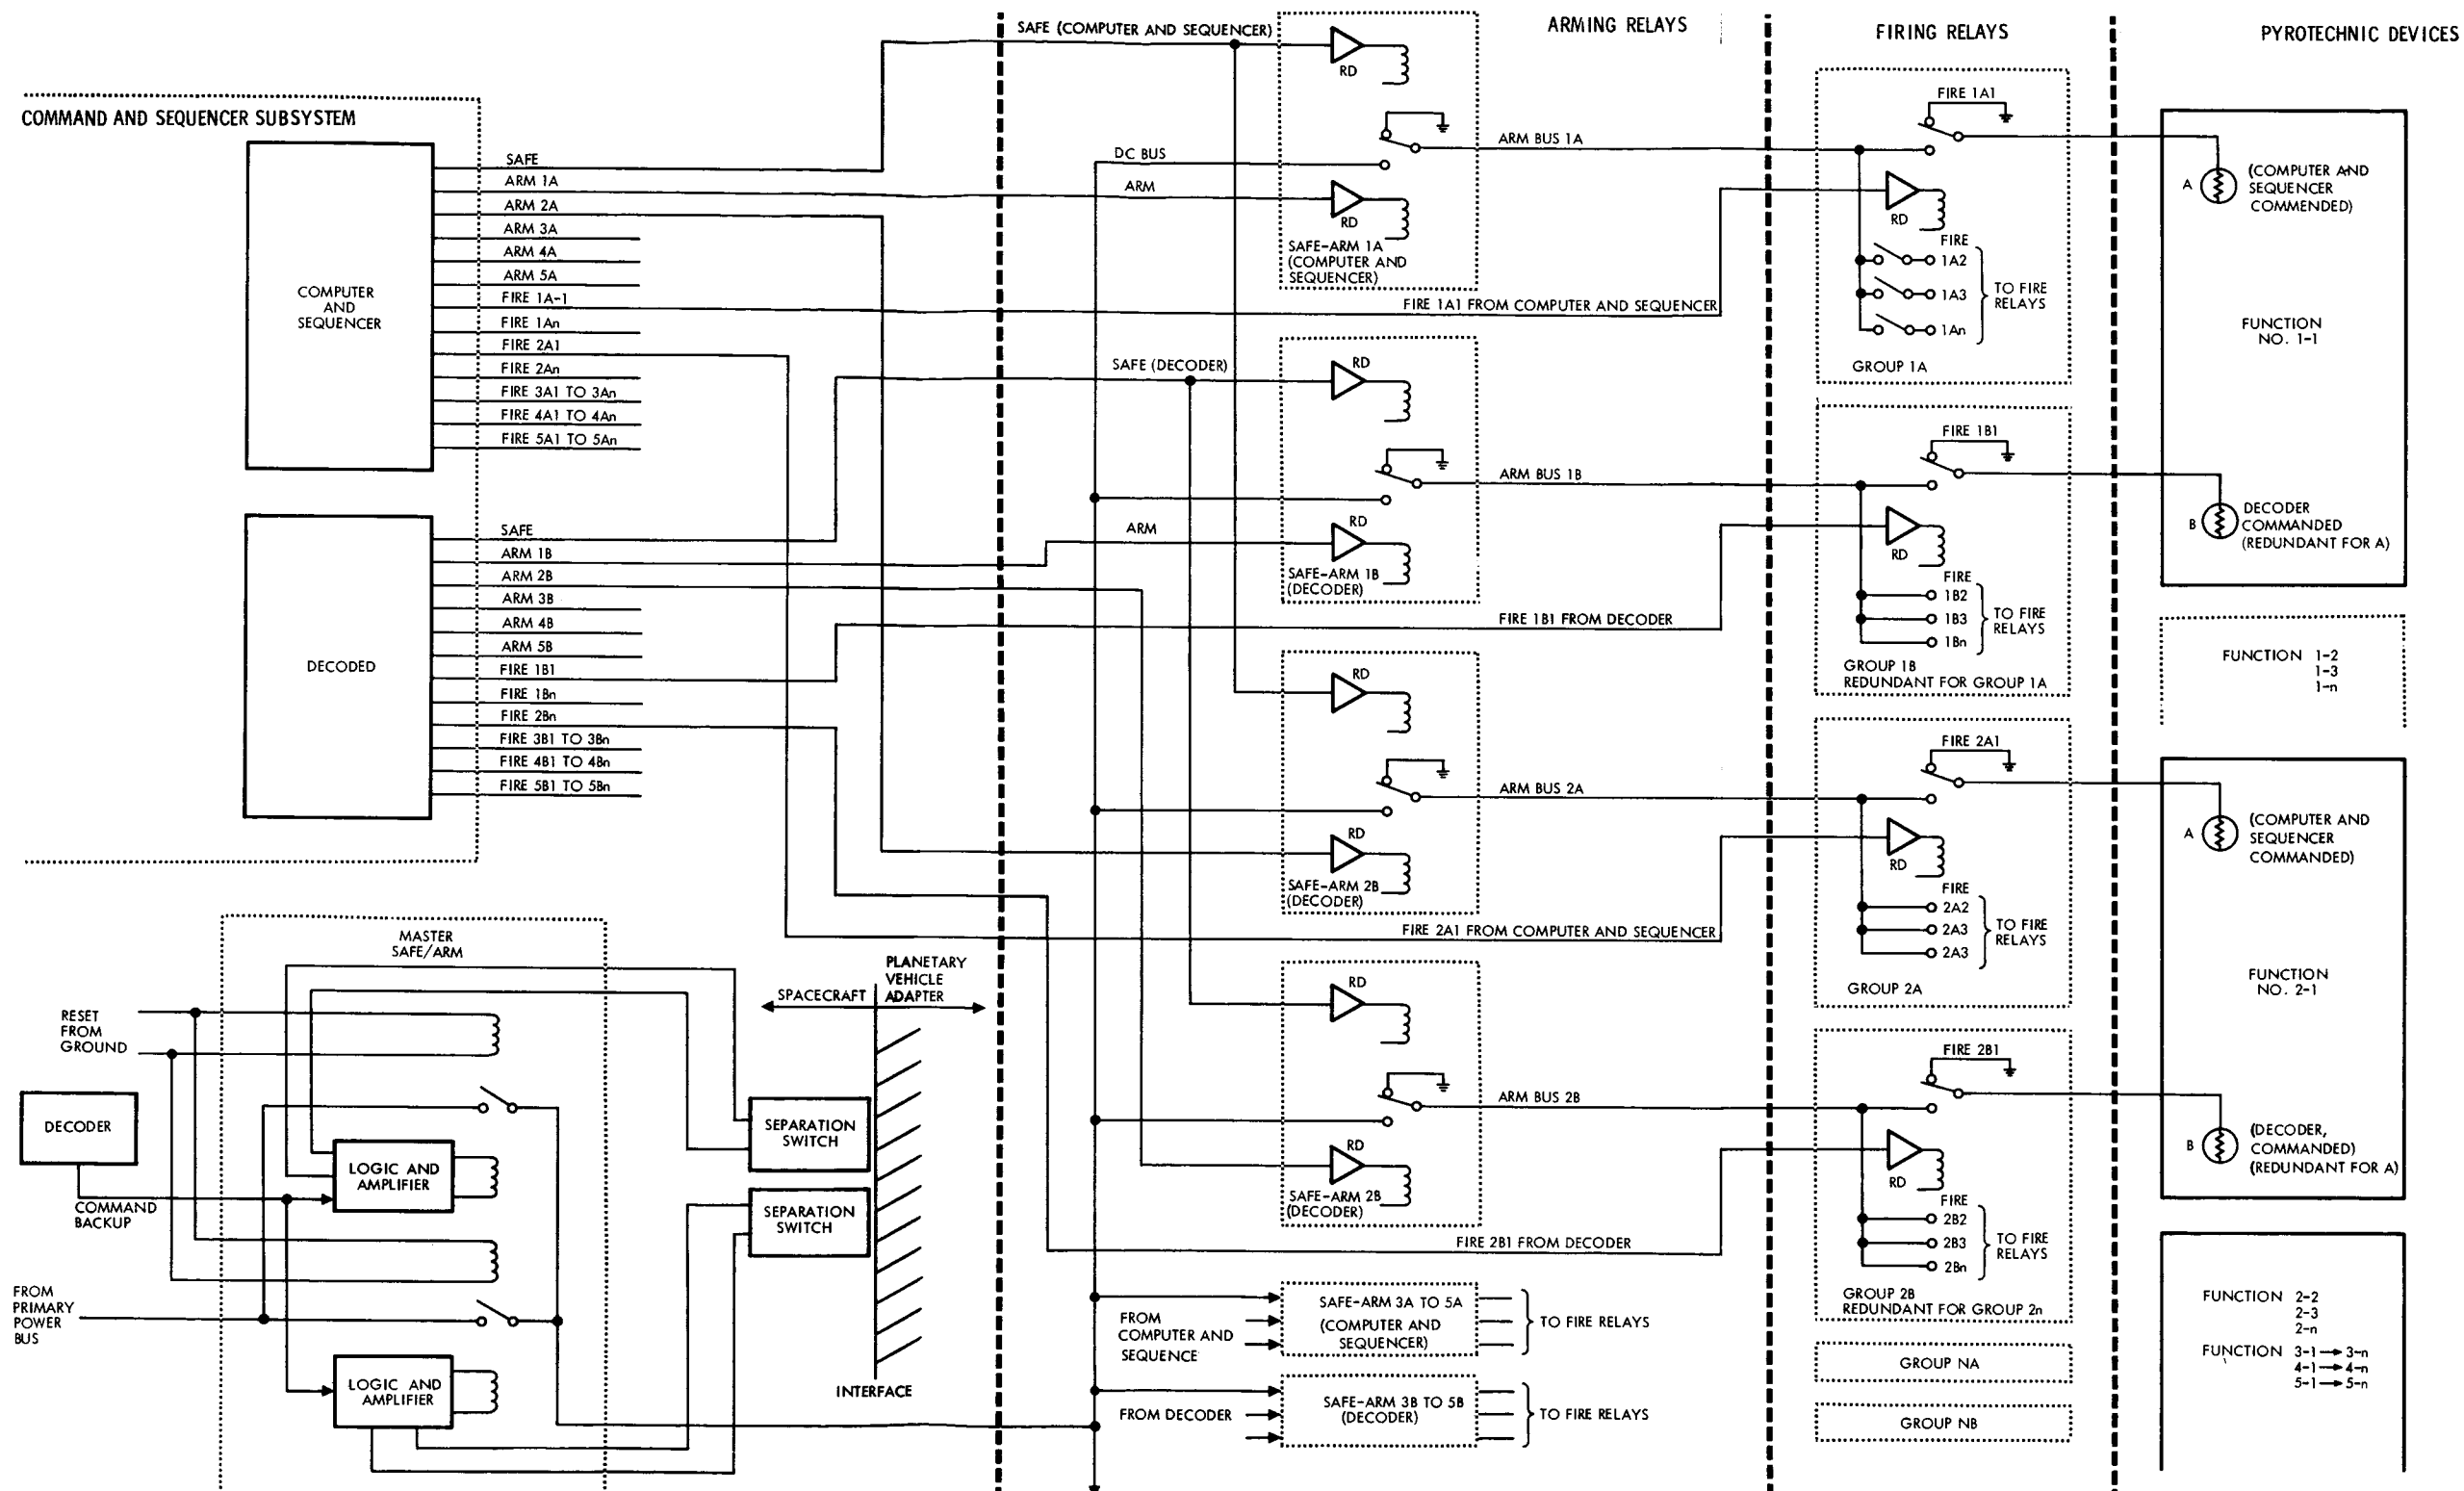 ARMING RELAYS
FIRING RELAYS
PYROTECHNIC DEVICES
COMMAND AND SEQUENCER SUBSYSTEM
COMPUTER
AND
SEQUENCER
SAFE
ARM 1A
ARM 2A
ARM 3A
ARM 4A
ARM 5A
FIRE 1A-1
FIRE 1An
FIRE 2A1
FIRE 2An
FIRE 3A1 TO 3An
FIRE 4A1 TO 4An
FIRE 5A1 TO 5An
DECODED
SAFE
ARM 1B
ARM 2B
ARM 3B
ARM 4B
ARM 5B
FIRE 1B1
FIRE 1Bn
FIRE 2Bn
FIRE 3B1 TO 3Bn
FIRE 4B1 TO 4Bn
FIRE 5B1 TO 5Bn
MASTER
SAFE/ARM
RESET
FROM
GROUND
DECODER
COMMAND
BACKUP
LOGIC AND
AMPLIFIER
FROM
PRIMARY
POWER
BUS
LOGIC AND
AMPLIFIER
SPACECRAFT
PLANETARY
VEHICLE
ADAPTER
SEPARATION
SWITCH
SEPARATION
SWITCH
INTERFACE
SAFE (COMPUTER AND SEQUENCER)
RD
DC BUS
ARM BUS 1A
ARM
RD
SAFE-ARM 1A
(COMPUTER AND
SEQUENCER)
FIRE 1A1 FROM COMPUTER AND SEQUENCER
SAFE (DECODER)
RD
ARM BUS 1B
ARM
RD
SAFE-ARM 1B
(DECODER)
FIRE 1B1 FROM DECODER
RD
ARM BUS 2A
RD
SAFE-ARM 2B
(DECODER)
FIRE 2A1 FROM COMPUTER AND SEQUENCER
RD
ARM BUS 2B
RD
SAFE-ARM 2B
(DECODER)
FIRE 2B1 FROM DECODER
FROM
COMPUTER AND
SEQUENCE
SAFE-ARM 3A TO 5A
(COMPUTER AND
SEQUENCER)
TO FIRE RELAYS
FROM DECODER
SAFE-ARM 3B TO 5B
(DECODER)
TO FIRE RELAYS
FIRE 1A1
RD
FIRE
1A2
1A3
1An
TO FIRE
RELAYS
GROUP 1A
FIRE 1B1
RD
FIRE
1B2
1B3
1Bn
TO FIRE
RELAYS
GROUP 1B
REDUNDANT FOR GROUP 1A
FIRE 2A1
RD
FIRE
2A2
2A3
2A3
TO FIRE
RELAYS
GROUP 2A
FIRE 2B1
RD
FIRE
2B2
2B3
2Bn
TO FIRE
RELAYS
GROUP 2B
REDUNDANT FOR GROUP 2n
GROUP NA
GROUP NB
A
(COMPUTER AND
SEQUENCER
COMMENDED)
FUNCTION
NO. 1-1
B
DECODER
COMMANDED
(REDUNDANT FOR A)
FUNCTION 1-2
1-3
1-n
A
(COMPUTER AND
SEQUENCER
COMMANDED)
FUNCTION
NO. 2-1
B
(DECODER,
COMMANDED)
(REDUNDANT FOR A)
FUNCTION 2-2
2-3
2-n
FUNCTION 3-1 → 3-n
4-1 → 4-n
5-1 → 5-n